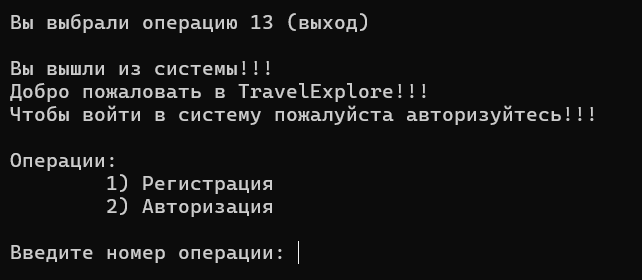 Вы выбрали операцию 13 (выход)
Вы вышли из системы!!!
Добро пожаловать в TravelExplore!!!
Чтобы войти в систему пожалуйста авторизуйтесь!!!
Операции:
1) Регистрация
2) Авторизация
Введите номер операции: